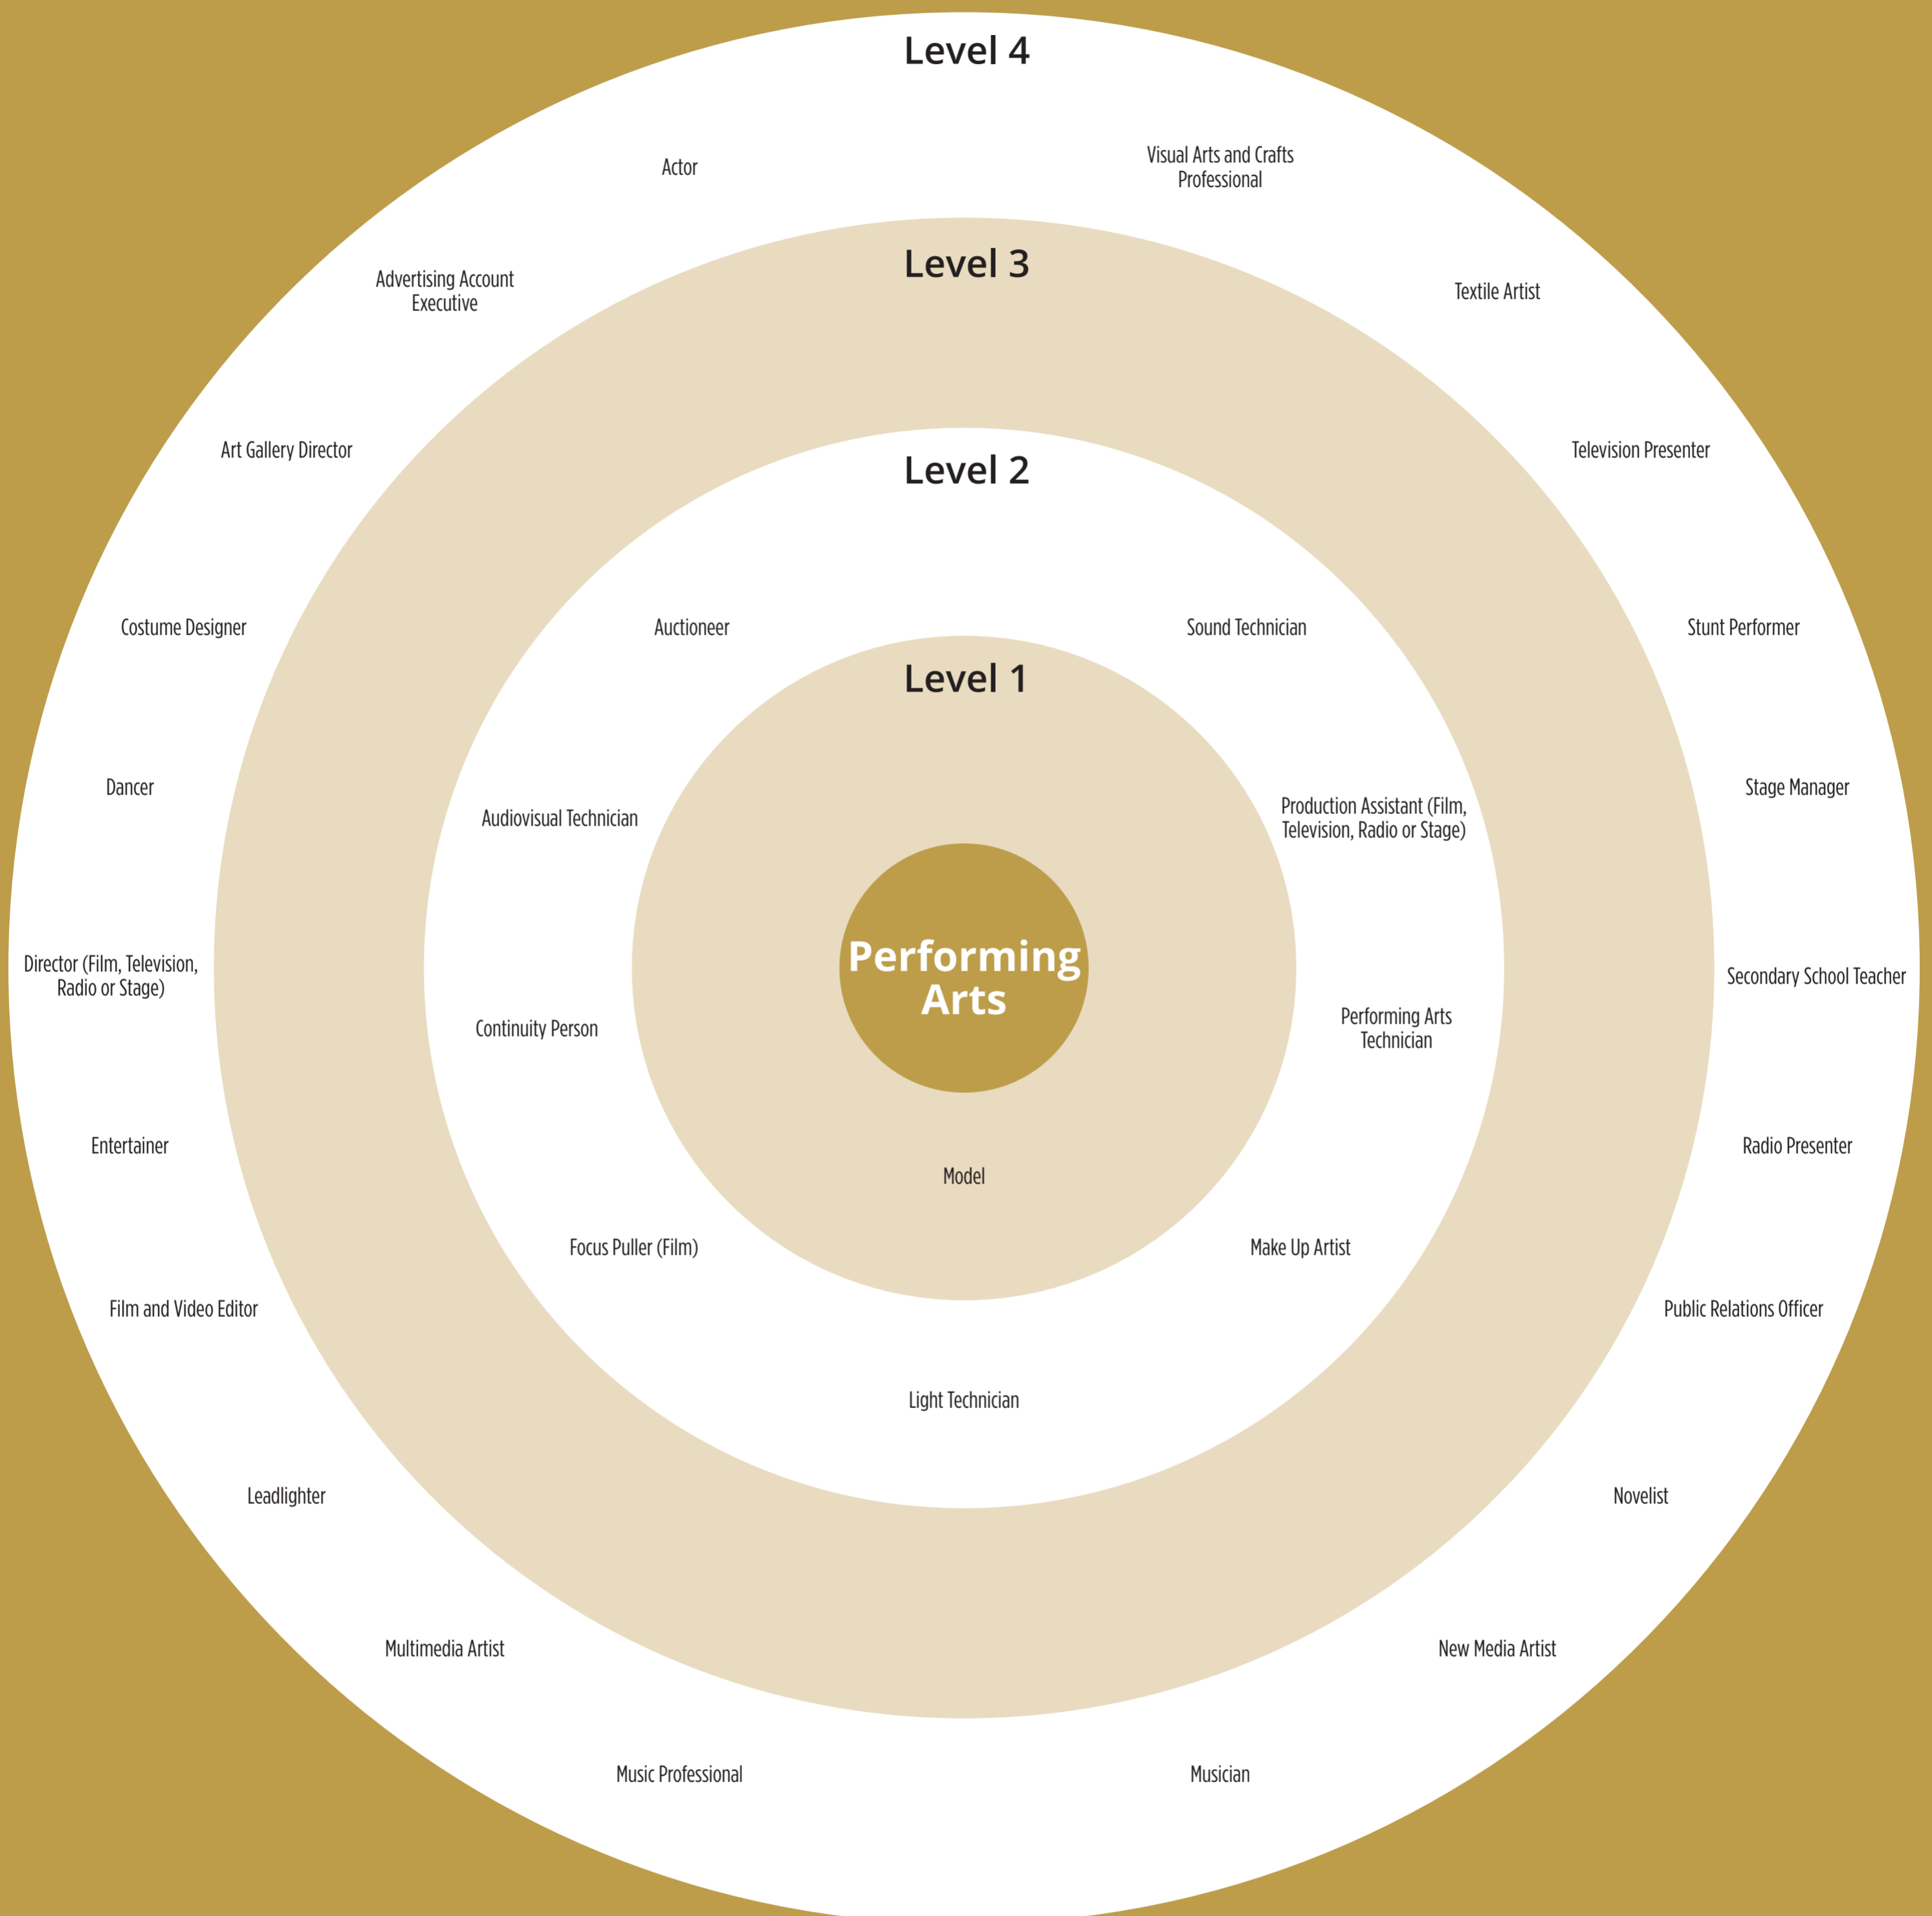 Level 4
Actor
Visual Arts and Crafts
Professional
Level 3
Advertising Account
Executive
Textile Artist
Art Gallery Director
Television Presenter
Level 2
Costume Designer
Auctioneer
Sound Technician
Stunt Performer
Level 1
Dancer
Stage Manager
Audiovisual Technician
Production Assistant (Film,
Television, Radio or Stage)
Director (Film, Television,
Radio or Stage)
Performing
Arts
Secondary School Teacher
Continuity Person
Performing Arts
Technician
Entertainer
Radio Presenter
Model
Focus Puller (Film)
Make Up Artist
Film and Video Editor
Public Relations Officer
Light Technician
Leadlighter
Novelist
Multimedia Artist
New Media Artist
Music Professional
Musician